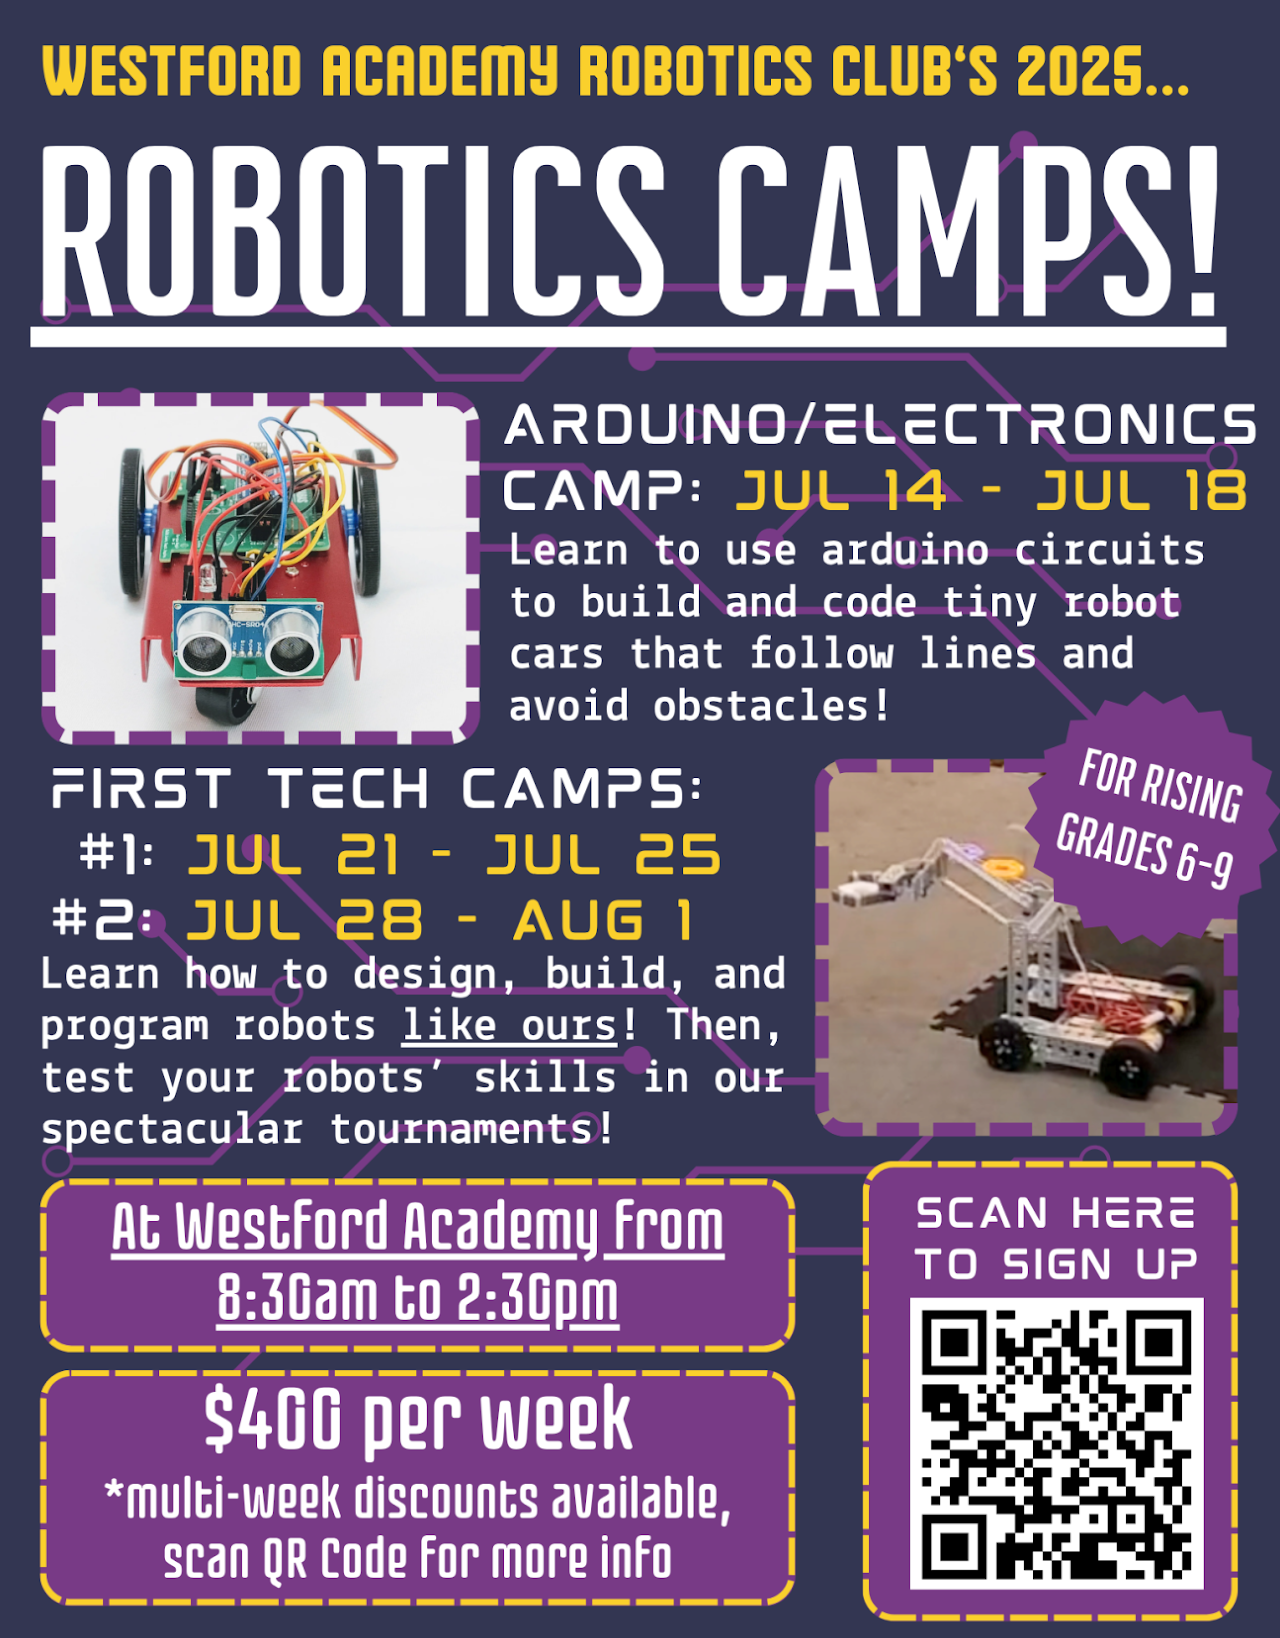 WESTFORD ACADEMY ROBOTICS CLUB‘S 2025...
ROBOTICS CAMPS!
ARDUINO/ELECTRONICS
CAMP: JUL 14 - JUL 18
Learn to use arduino circuits
to build and code tiny robot
cars that follow lines and
avoid obstacles!
HC-SR04
FOR RISING
GRADES 6-9
FIRST TECH CAMPS:
#1: JUL 21 - JUL 25
#2: JUL 28 - AUG 1
Learn how to design, build, and
program robots like ours! Then,
test your robots’ skills in our
spectacular tournaments!
At Westford Academy from
8:30am to 2:30pm
$400 per week
*multi-week discounts available,
scan QR Code for more info
SCAN HERE
TO SIGN UP